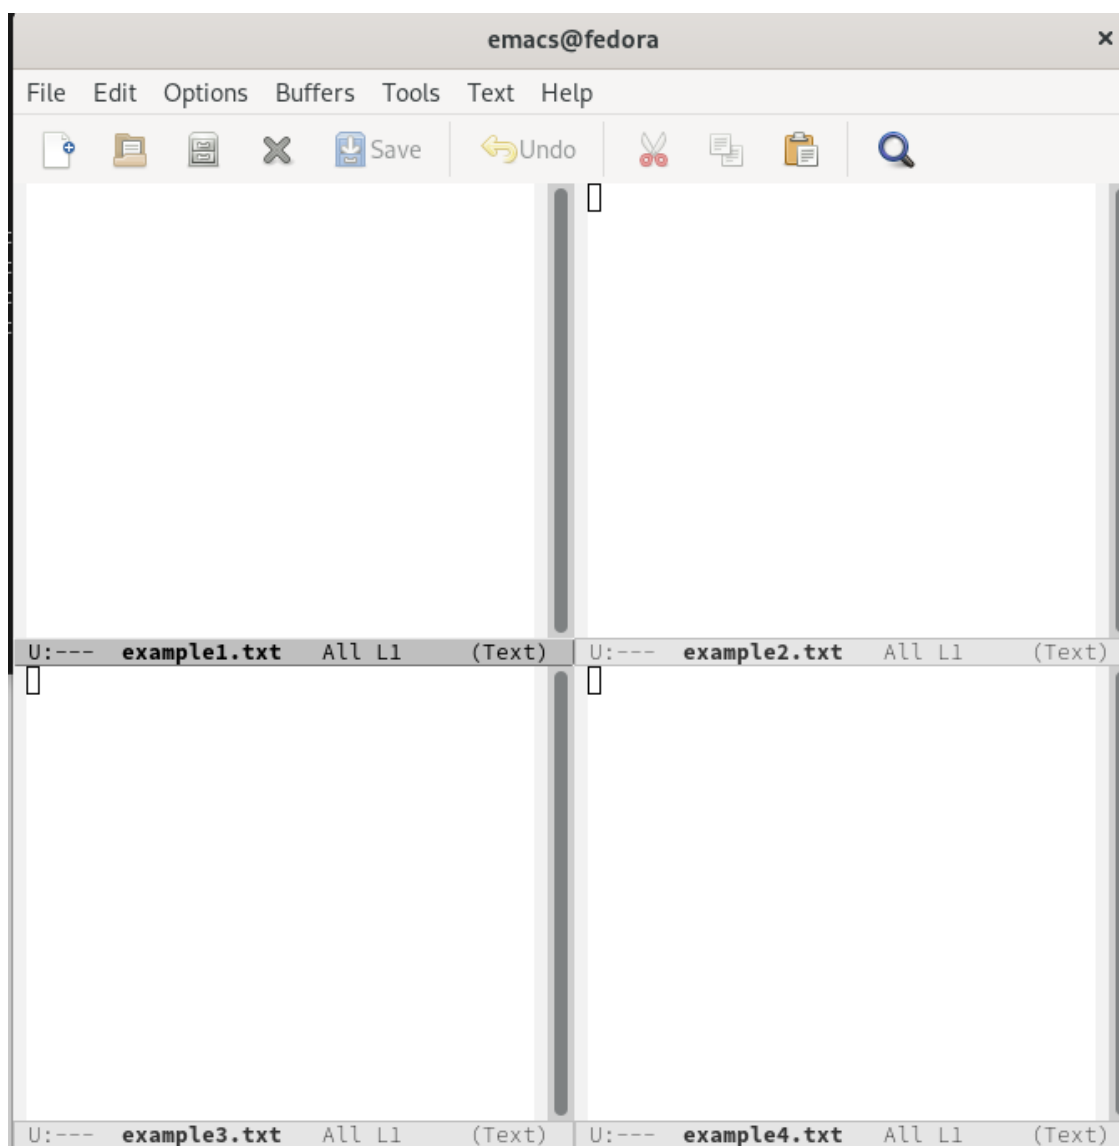 emacs@fedora
File Edit Options Buffers Tools Text Help
Save Undo
U:--- example1.txt All L1 (Text) U:--- example2.txt All L1 (Text)
U:--- example3.txt All L1 (Text) U:--- example4.txt All L1 (Text)